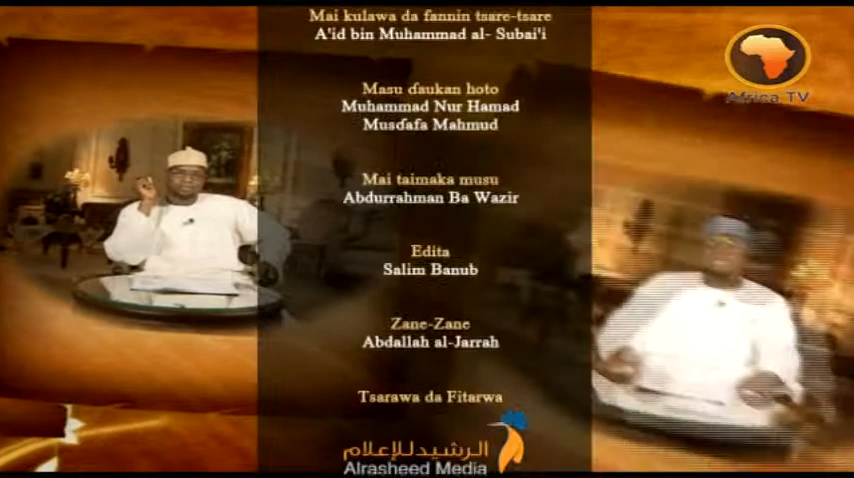 Mai kulawa da fannin tsare-tsare
A'id bin Muhammad al- Subai'i
Masu ɗaukan hoto
Muhammad Nur Hamad
Musɗafa Mahmud
Mai taimaka musu
Abdurrahman Ba Wazir
Edita
Salim Banub
Zane-Zane
Abdallah al-Jarrah
Tsarawa da Fitarwa
الرشيد للإعلام
Alrasheed Media
Africa TV